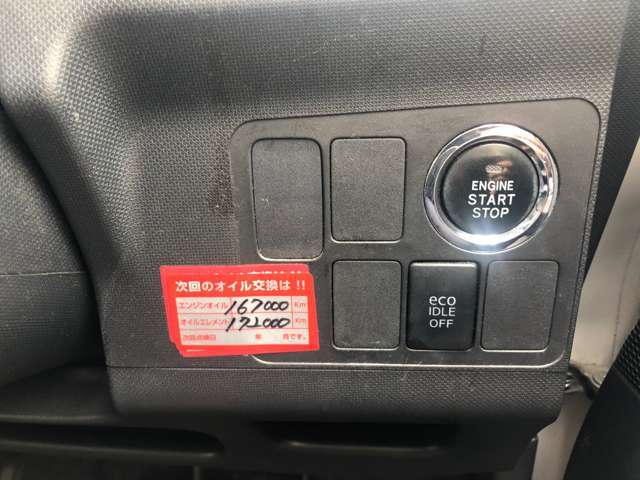 ENGINE
START
STOP
次回のオイル交換は!!
エンジンオイル 167000 Km
オイルエレメント 172000 Km
次回点検日 年 月です。
eco
IDLE
OFF